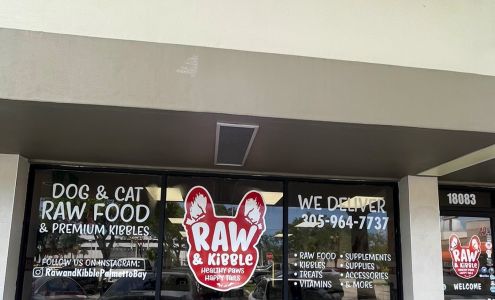 DOG & CAT
RAW FOOD
& PREMIUM KIBBLES
FOLLOW US ON INSTAGRAM:
RawandKibblePalmettoBay
RAW
& KiBBLE
HEALTHY PAWS
HAPPY TAILS
WE DELIVER
305-964-7737
• RAW FOOD
• KIBBLES
• TREATS
• VITAMINS
• SUPPLEMENTS
• SUPPLIES
• ACCESSORIES
• & MORE
18083
RAW
& KiBBLE
WELCOME